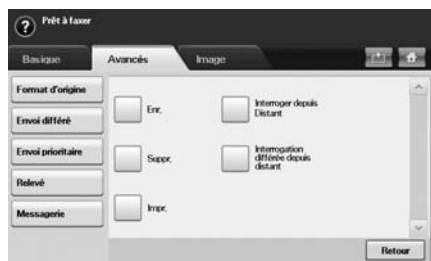 Prêt à faxer
Basique Avancés Image
Format d'origine
Envoi différé
Envoi prioritaire
Relevé
Messagerie
Enr.
Interroger depuis
Distant
Suppr.
Interrogation
différée depuis
distant
Impr.
Retour